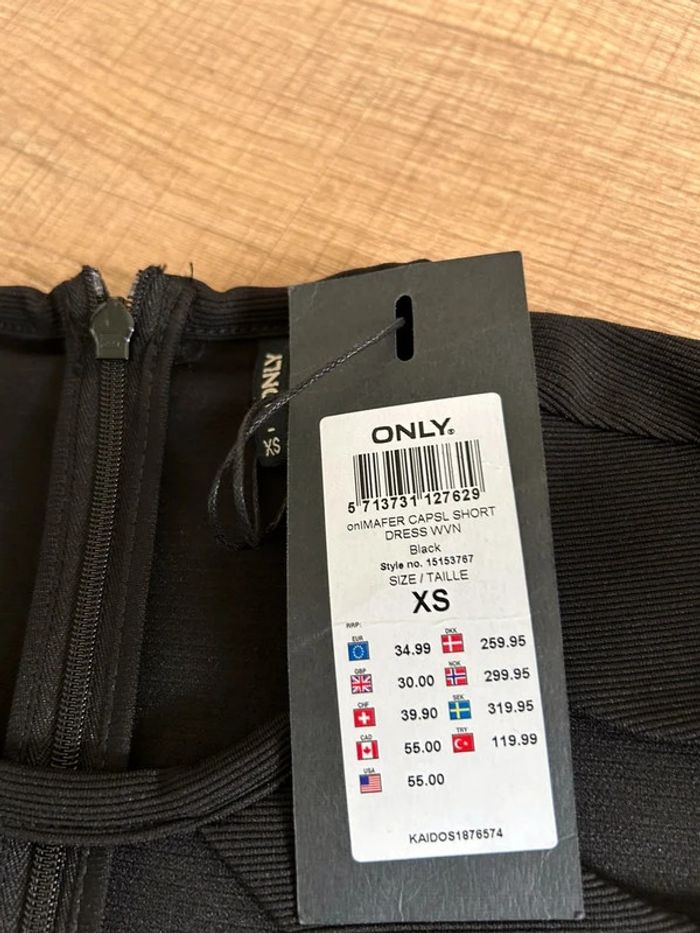 ONLY
XS
ONLY®
5 713731 127629
onlMAFER CAPSL SHORT
DRESS WVN
Black
Style no. 15153767
SIZE / TAILLE
XS
RRP:
EUR 34.99 DKK 259.95
GBP 30.00 NOK 299.95
CHF 39.90 SEK 319.95
CAD 55.00 TRY 119.99
USA 55.00
KAIDOS1876574